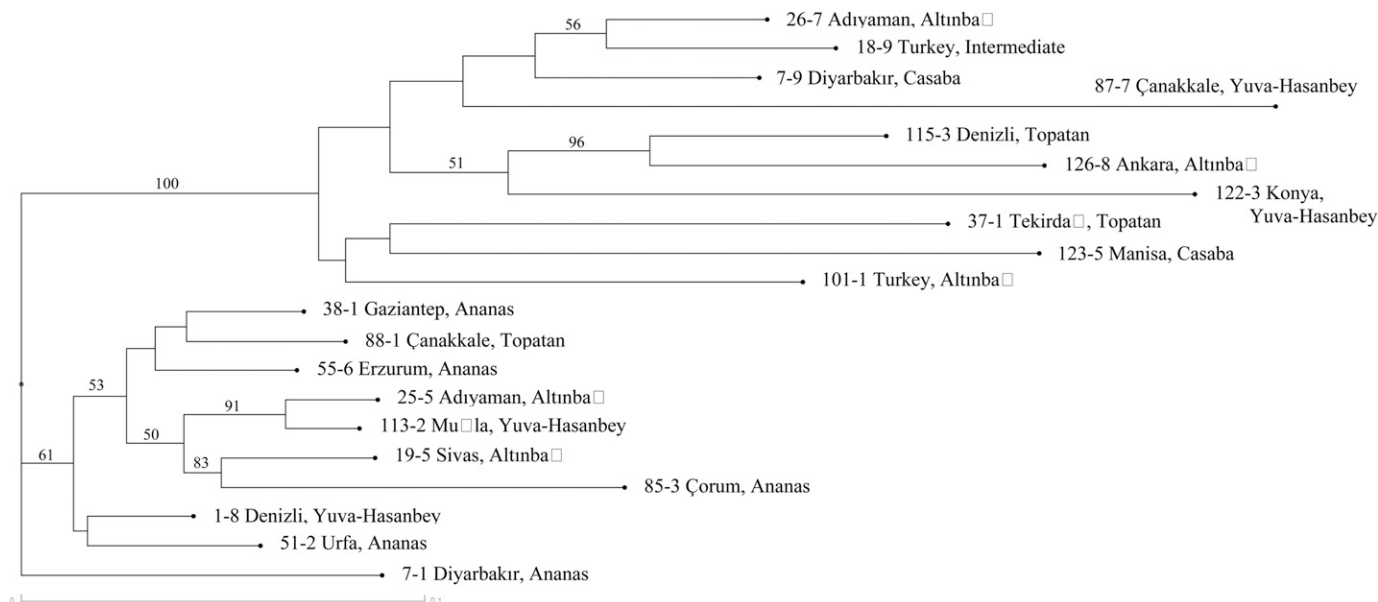 56
26-7 Adıyaman, Altınba□
18-9 Turkey, Intermediate
7-9 Diyarbakır, Casaba
87-7 Çanakkale, Yuva-Hasanbey
115-3 Denizli, Topatan
96
51
126-8 Ankara, Altınba□
100
122-3 Konya,
Yuva-Hasanbey
37-1 Tekirda□, Topatan
123-5 Manisa, Casaba
101-1 Turkey, Altınba□
38-1 Gaziantep, Ananas
88-1 Çanakkale, Topatan
55-6 Erzurum, Ananas
53
25-5 Adıyaman, Altınba□
91
113-2 Mu□la, Yuva-Hasanbey
50
61
19-5 Sivas, Altınba□
83
85-3 Çorum, Ananas
1-8 Denizli, Yuva-Hasanbey
51-2 Urfa, Ananas
7-1 Diyarbakır, Ananas
0 0.1